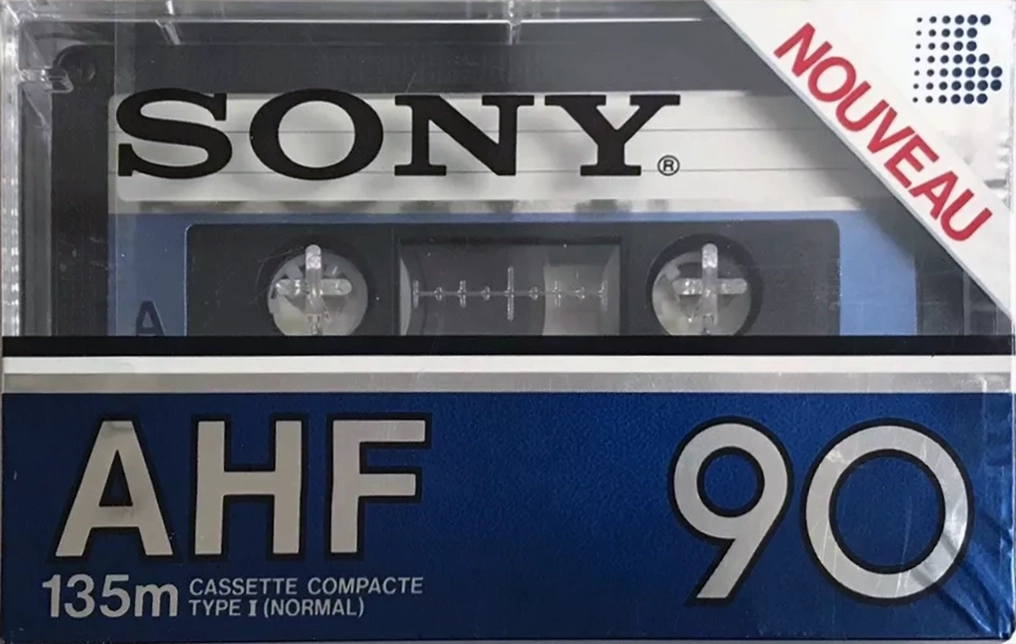 SONY®
NOUVEAU
A
AHF 90
135m CASSETTE COMPACTE
TYPE I (NORMAL)